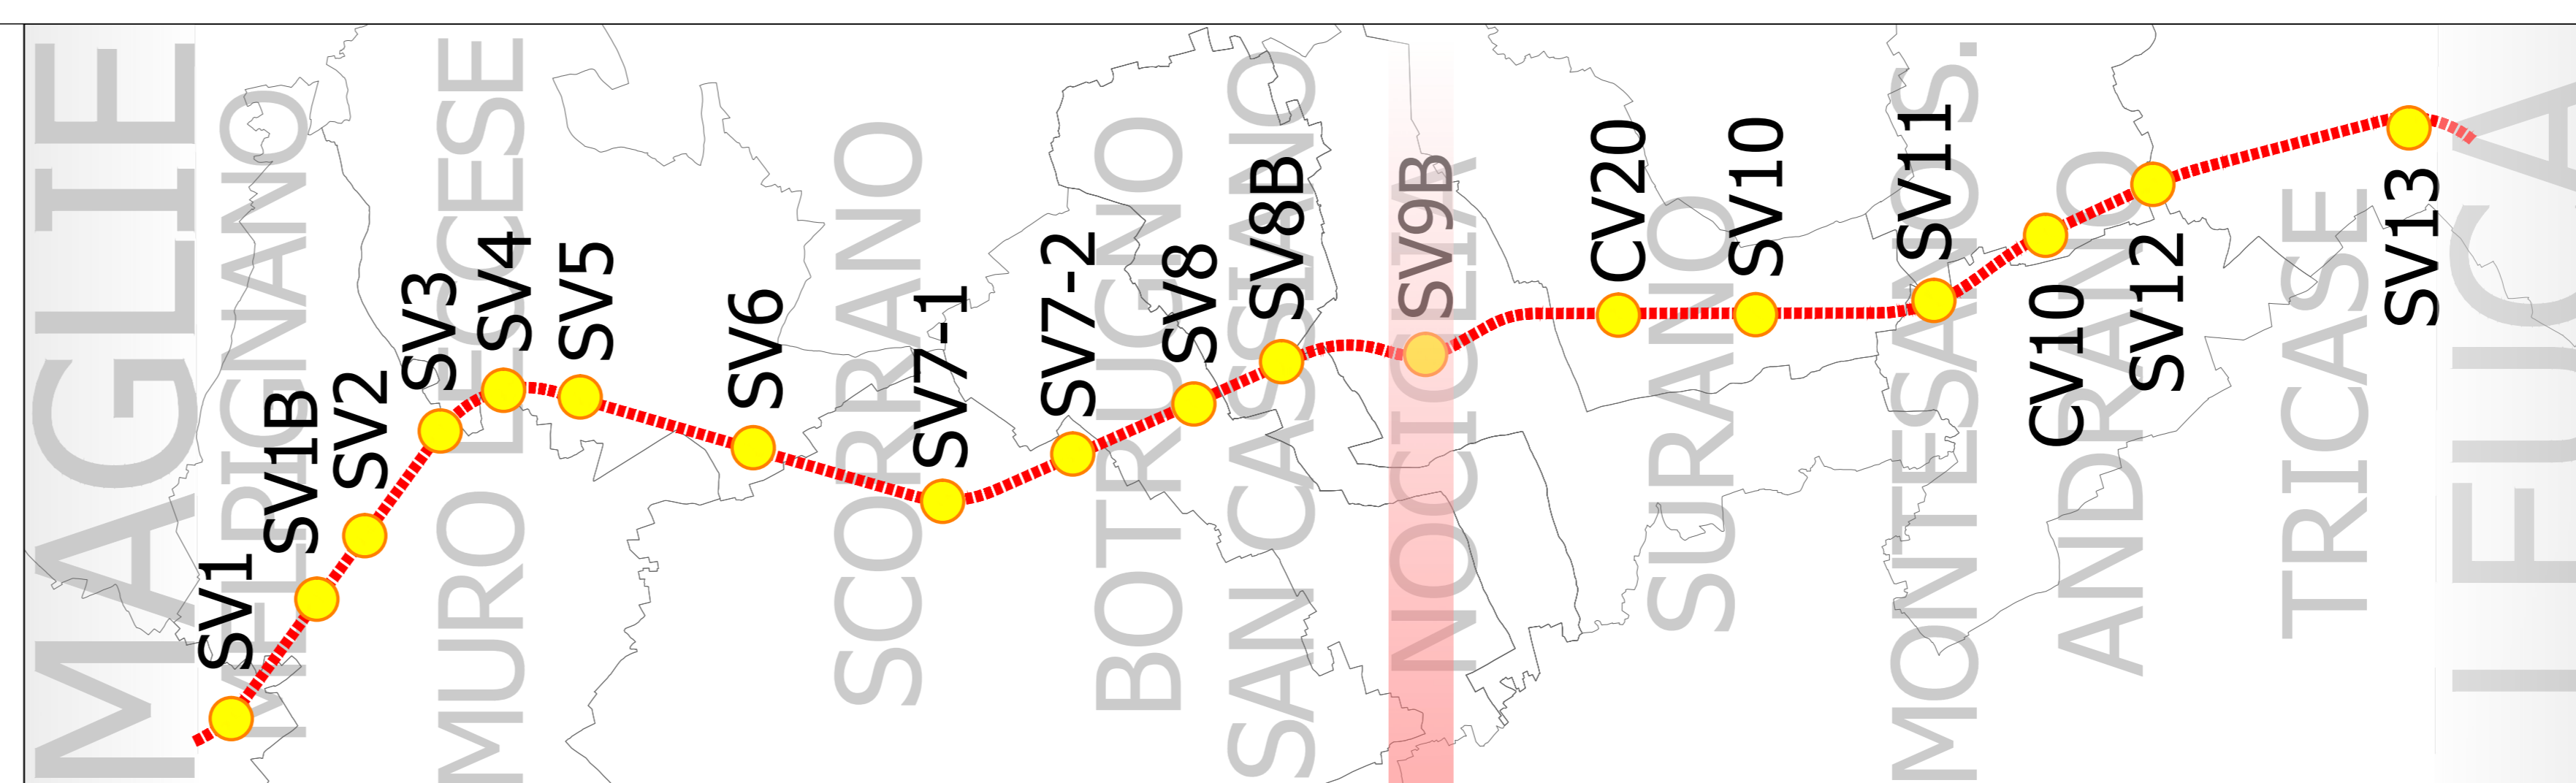 MAGLIE
MELPIGNANO
MURO LECCESE
SCORRANO
BOTRUGNO
SAN CASSIANO
NOCIGLIA
SURANO
MONTESANO S.
ANDRANO
TRICASE
LEUCA
SV1
SV1B
SV2
SV3
SV4
SV5
SV6
SV7-1
SV7-2
SV8
SV8B
SV9B
CV20
SV10
SV11
CV10
SV12
SV13